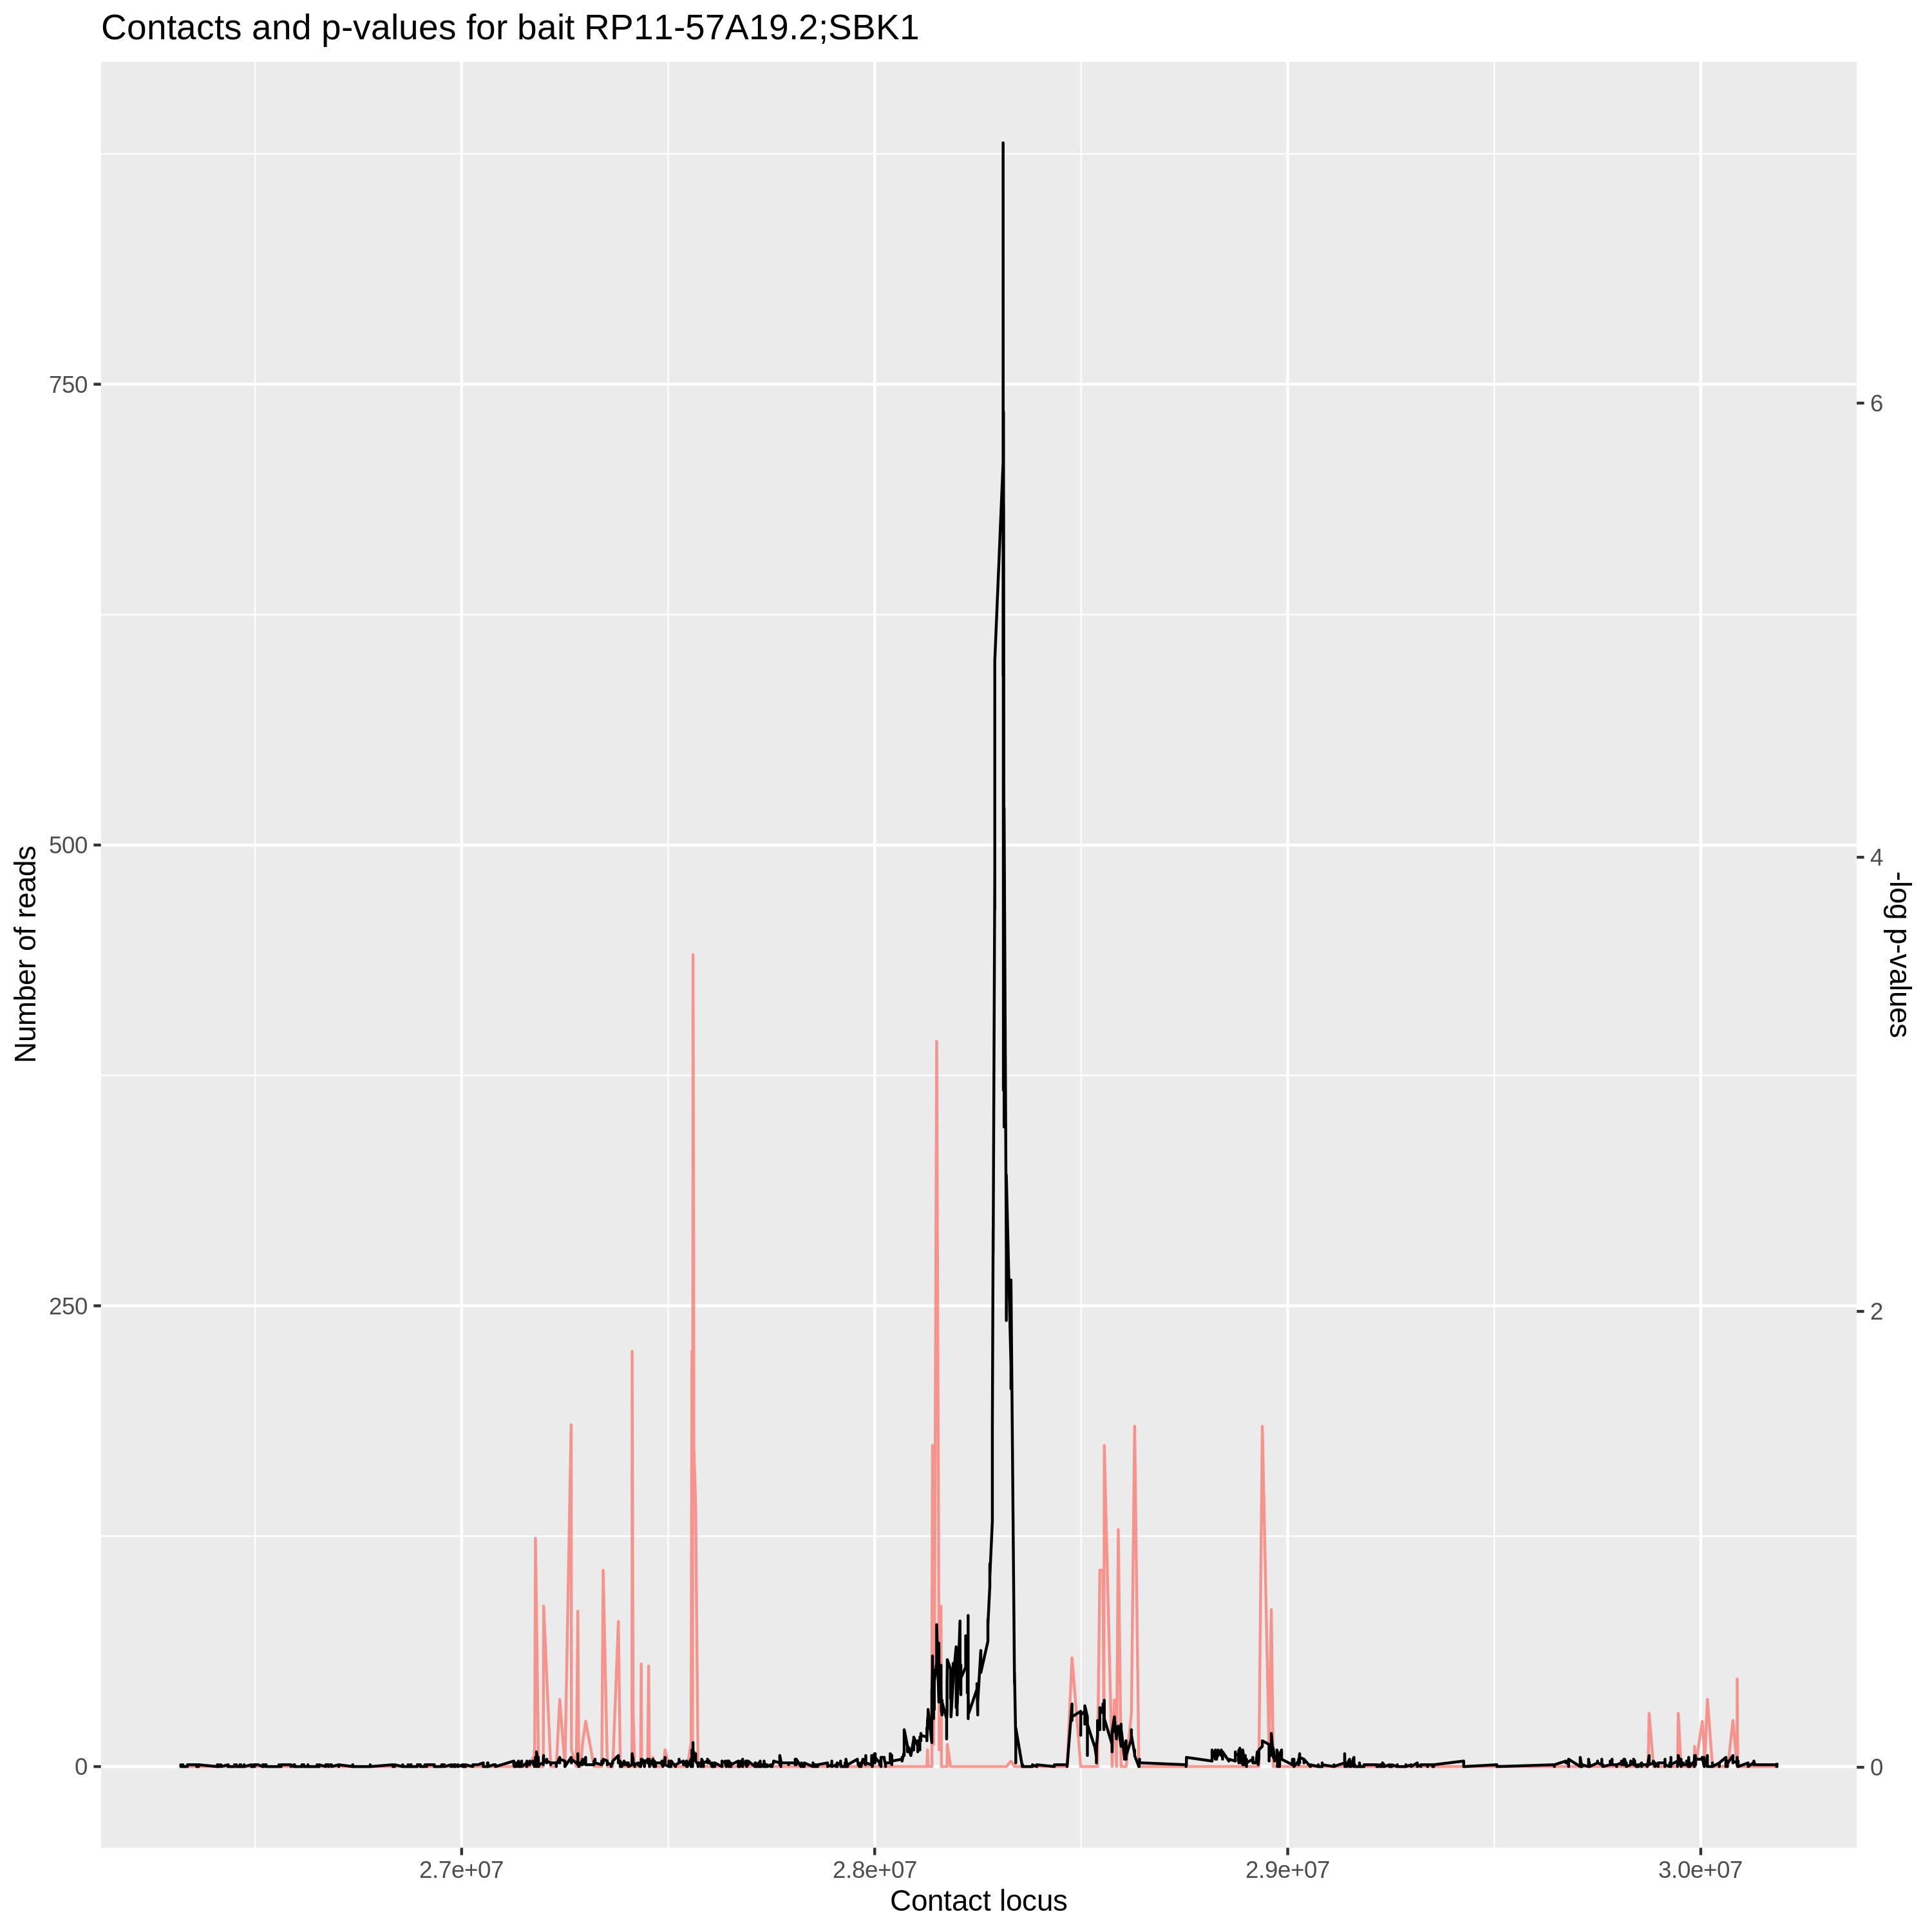 Contacts and p-values for bait RP11-57A19.2;SBK1
Number of reads
750
500
250
0
6
4
2
0
-log p-values
2.7e+07
2.8e+07
2.9e+07
3.0e+07
Contact locus